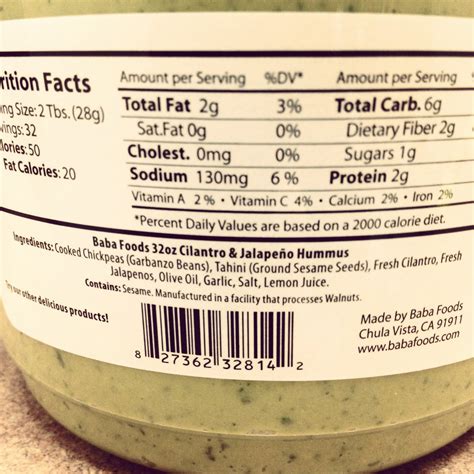 rition Facts
ng Size: 2 Tbs. (28g)
vings:32
lories:50
Fat Calories: 20
Amount per Serving %DV* Amount per Serving
Total Fat 2g 3% Total Carb. 6g
Sat.Fat 0g 0% Dietary Fiber 2g
Cholest. 0mg 0% Sugars 1g
Sodium 130mg 6% Protein 2g
Vitamin A 2% • Vitamin C 4% • Calcium 2% • Iron 2%
*Percent Daily Values are based on a 2000 calorie diet.
Baba Foods 32oz Cilantro & Jalapeño Hummus
Ingredients: Cooked Chickpeas (Garbanzo Beans), Tahini (Ground Sesame Seeds), Fresh Cilantro, Fresh
Jalapenos, Olive Oil, Garlic, Salt, Lemon Juice.
Contains: Sesame. Manufactured in a facility that processes Walnuts.
Try our other delicious products!
8 27362 32814 2
Made by Baba Foods
Chula Vista, CA 91911
www.babafoods.com